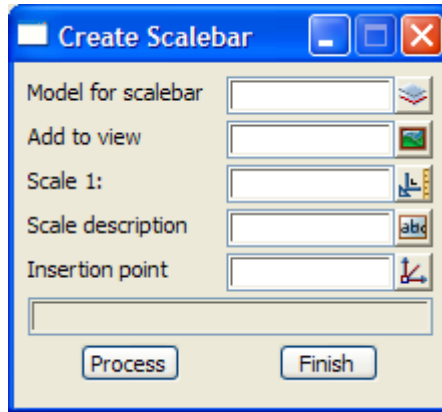 Create Scalebar
Model for scalebar
Add to view
Scale 1:
Scale description
abc
Insertion point
Process Finish